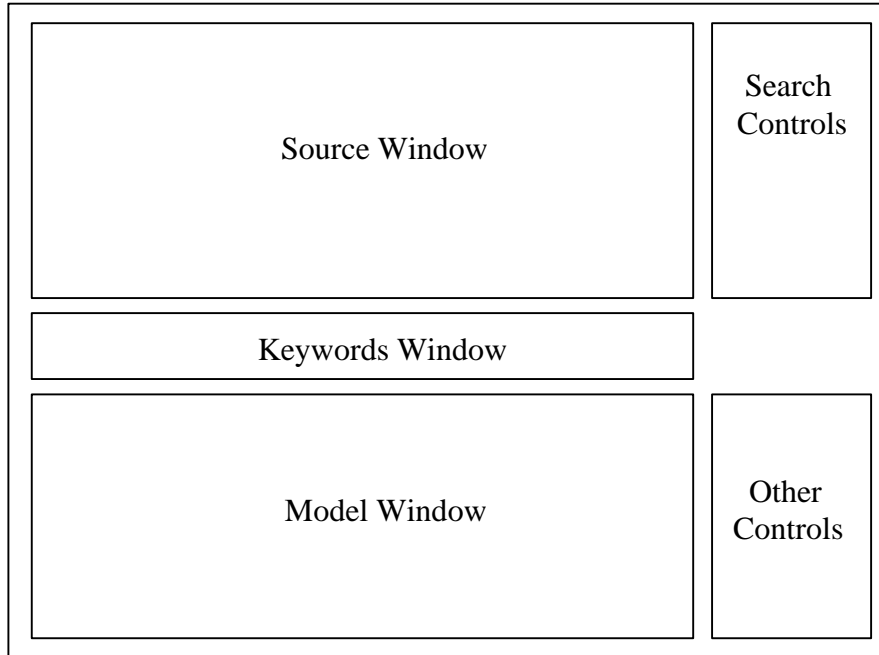 Source Window
Search
Controls
Keywords Window
Model Window
Other
Controls